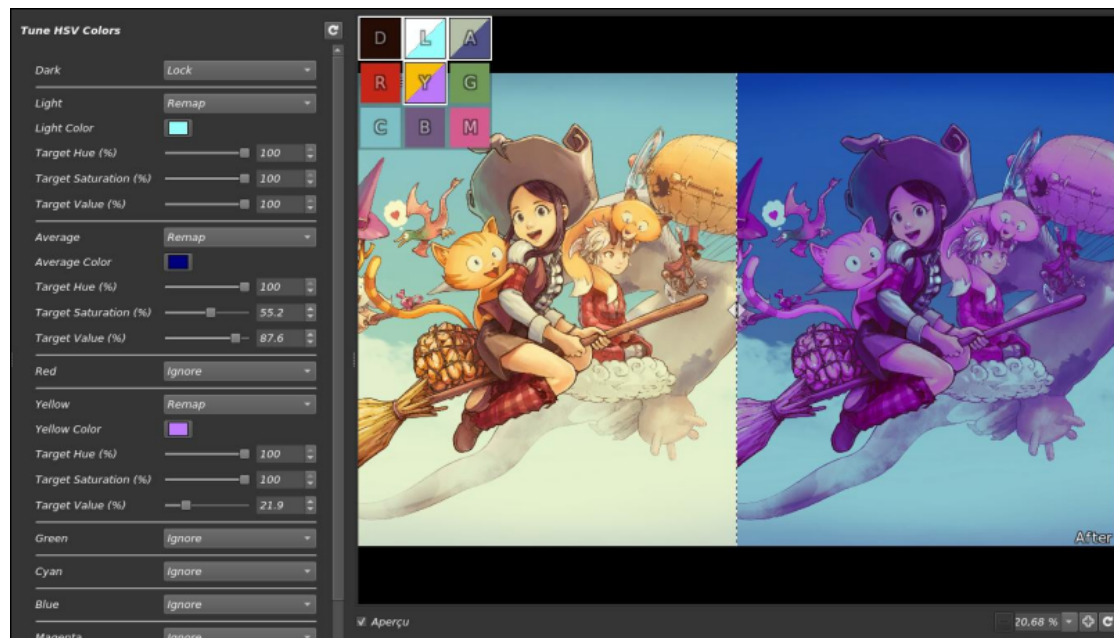 Tune HSV Colors
Dark Lock
Light Remap
Light Color
Target Hue (%) 100
Target Saturation (%) 100
Target Value (%) 100
Average Remap
Average Color
Target Hue (%) 100
Target Saturation (%) 55.2
Target Value (%) 87.6
Red Ignore
Yellow Remap
Yellow Color
Target Hue (%) 100
Target Saturation (%) 100
Target Value (%) 21.9
Green Ignore
Cyan Ignore
Blue Ignore
Magenta Ignore
D L A
R Y G
C B M
After
Aperçu 20,68 %